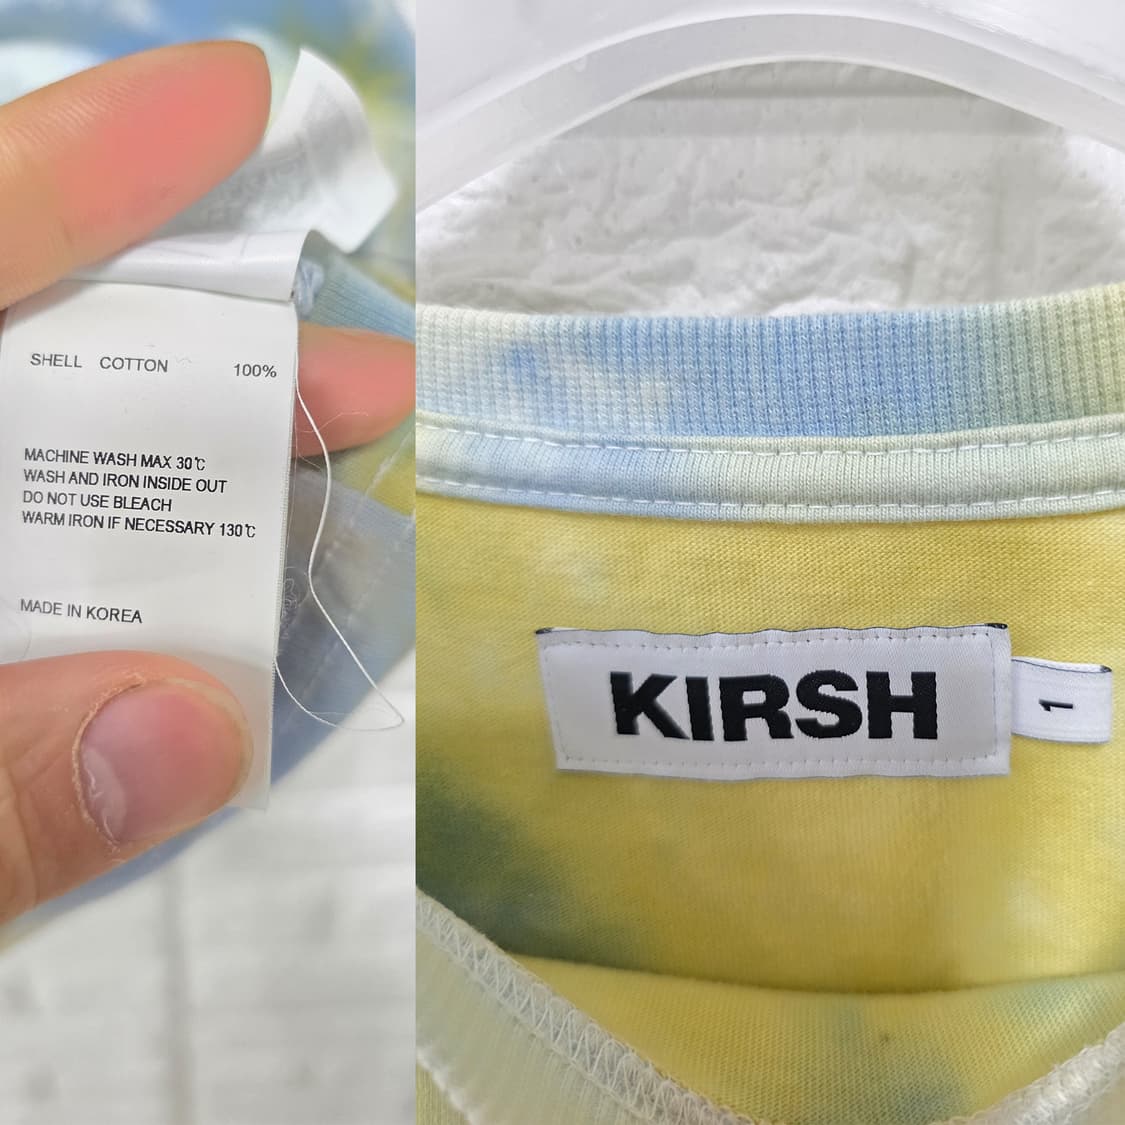 SHELL COTTON 100%
MACHINE WASH MAX 30℃
WASH AND IRON INSIDE OUT
DO NOT USE BLEACH
WARM IRON IF NECESSARY 130℃
MADE IN KOREA
KIRSH
1